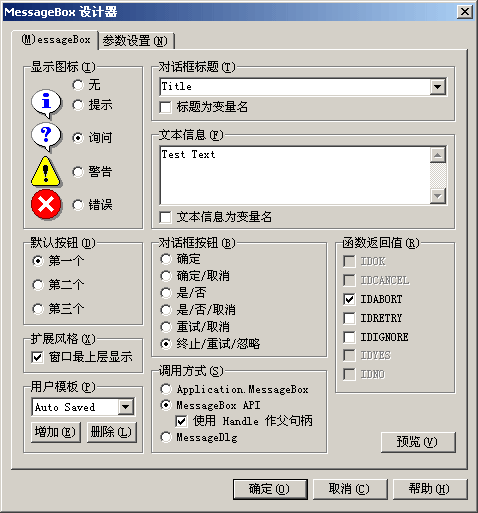 MessageBox 设计器
(M)essageBox
参数设置(N)
显示图标(I)
无
提示
询问
警告
错误
对话框标题(T)
Title
标题为变量名
文本信息(F)
Test Text
文本信息为变量名
默认按钮(D)
第一个
第二个
第三个
对话框按钮(B)
确定
确定/取消
是/否
是/否/取消
重试/取消
终止/重试/忽略
函数返回值(R)
IDOK
IDCANCEL
IDABORT
IDRETRY
IDIGNORE
IDYES
IDNO
扩展风格(X)
窗口最上层显示
用户模板(P)
Auto Saved
增加(E)
删除(L)
调用方式(S)
Application.MessageBox
MessageBox API
使用 Handle 作父句柄
MessageDlg
预览(V)
确定(O)
取消(C)
帮助(H)